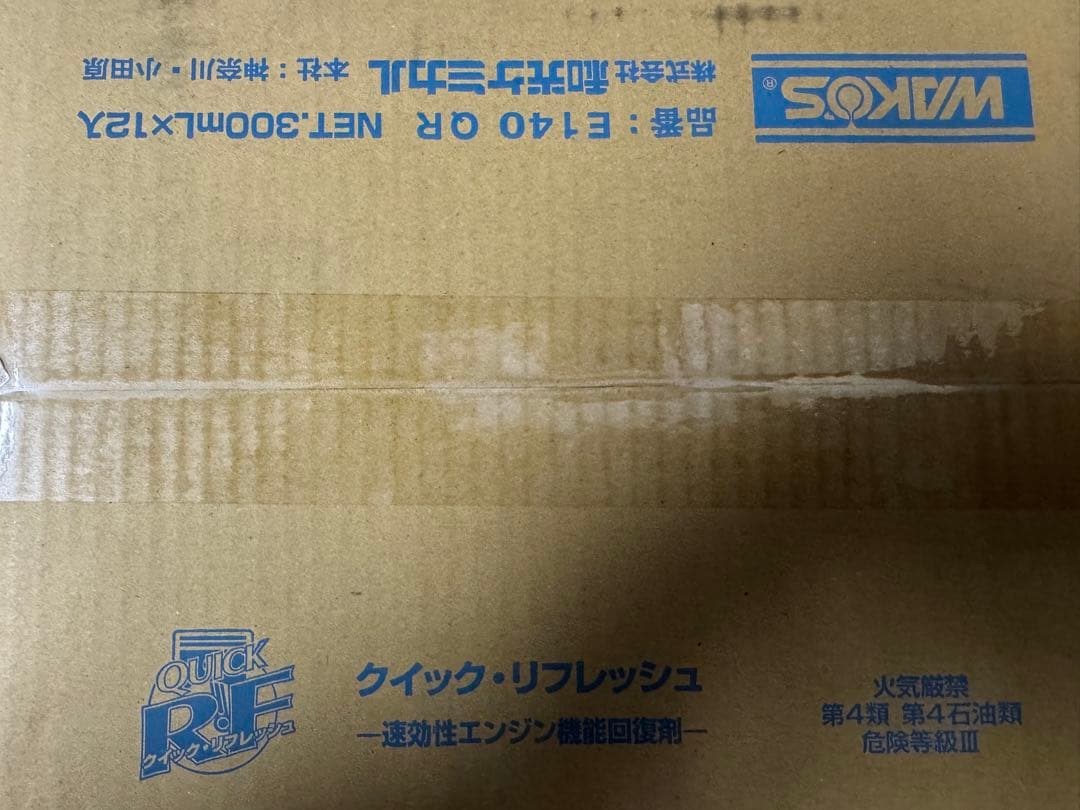 WAKO'S®
品番：E140 QR NET.300mL×12入
株式会社 和光ケミカル 本社：神奈川・小田原
QUICK
R!F
クイック・リフレッシュ
クイック・リフレッシュ
―速効性エンジン機能回復剤―
火気厳禁
第4類 第4石油類
危険等級Ⅲ